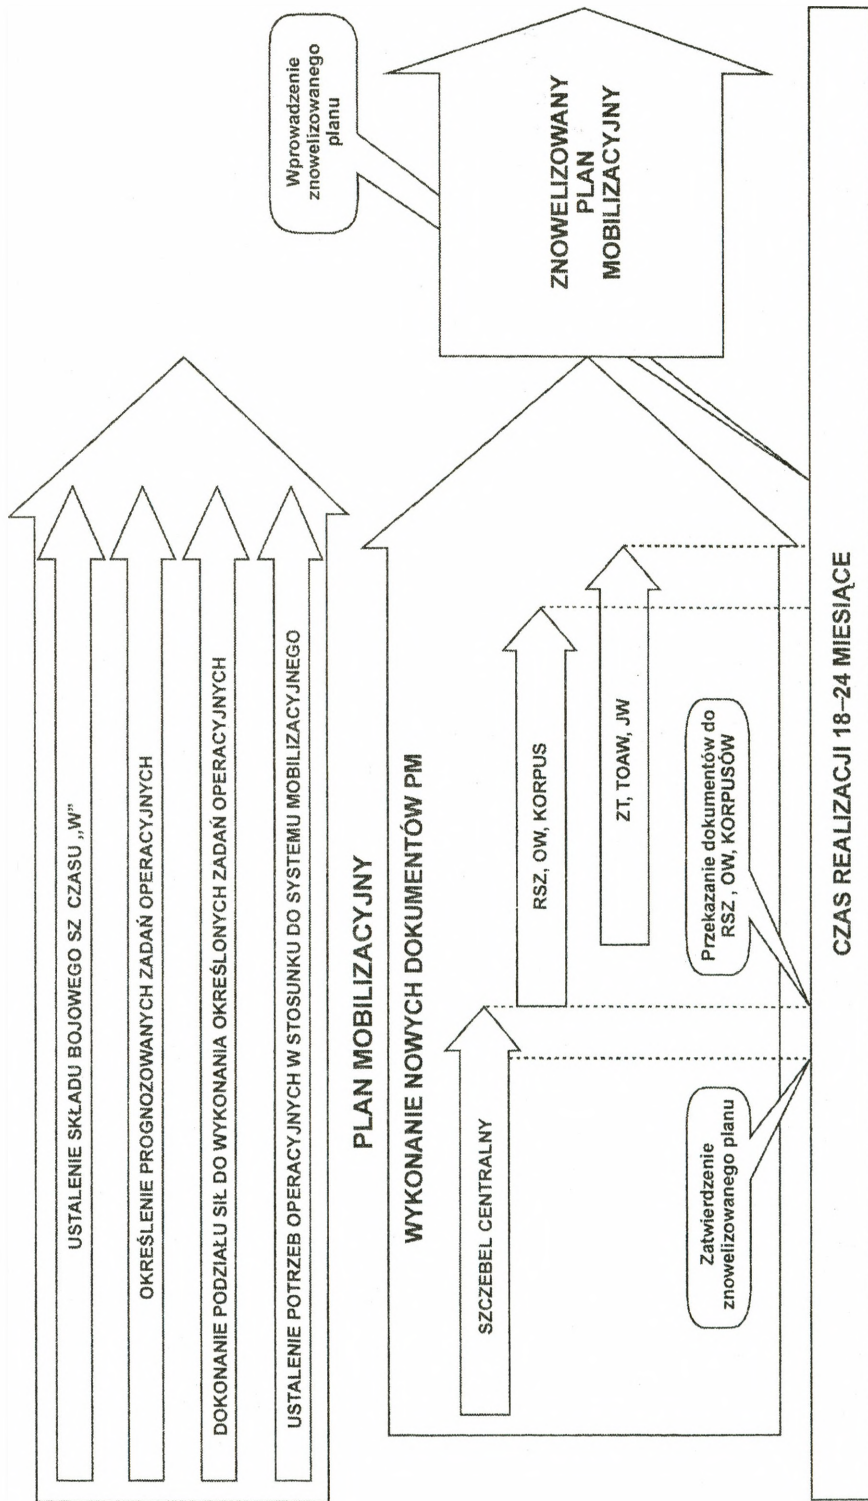 USTALENIE SKŁADU BOJOWEGO SZ CZASU „W”
OKREŚLENIE PROGNOZOWANYCH ZADAŃ OPERACYJNYCH
DOKONANIE PODZIAŁU SIŁ DO WYKONANIA OKREŚLONYCH ZADAŃ OPERACYJNYCH
USTALENIE POTRZEB OPERACYJNYCH W STOSUNKU DO SYSTEMU MOBILIZACYJNEGO
Wprowadzenie
znowelizowanego
planu
PLAN MOBILIZACYJNY
WYKONANIE NOWYCH DOKUMENTÓW PM
SZCZEBEL CENTRALNY
RSZ, OW, KORPUS
ZT, TOAW, JW
ZNOWELIZOWANY
PLAN
MOBILIZACYJNY
Zatwierdzenie
znowelizowanego planu
Przekazanie dokumentów do
RSZ , OW, KORPUSÓW
CZAS REALIZACJI 18–24 MIESIĄCE